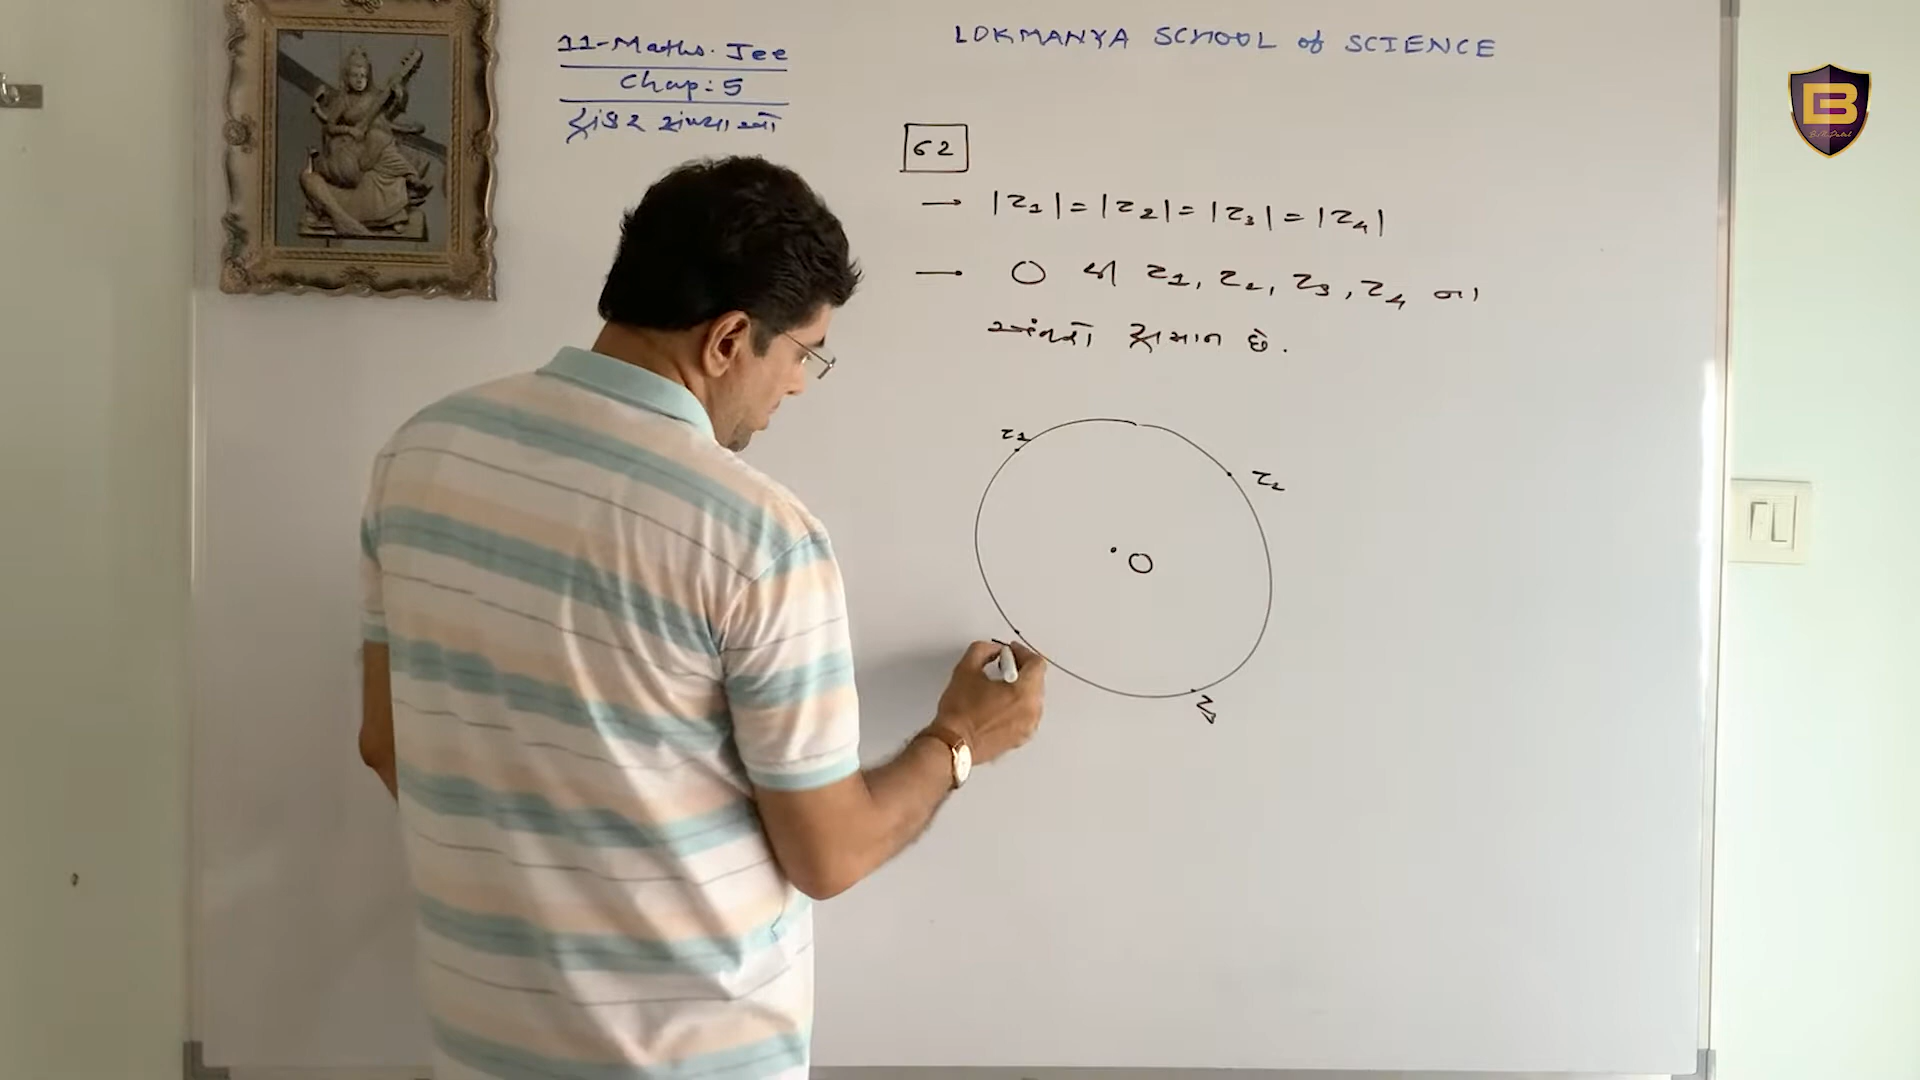 11-Maths. Jee
Chap: 5
સંકર સંખ્યાઓ
LOKMANYA SCHOOL of SCIENCE
62
→ |z₁| = |z₂| = |z₃| = |z₄|
→ O થી z₁, z₂, z₃, z₄ ના
અંતરો સમાન છે.
z₁
z₂
O
z₃
B
B.N.Patel